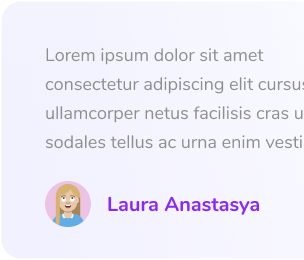 Lorem ipsum dolor sit amet
consectetur adipiscing elit cursus
ullamcorper netus facilisis cras u
sodales tellus ac urna enim vesti
Laura Anastasya